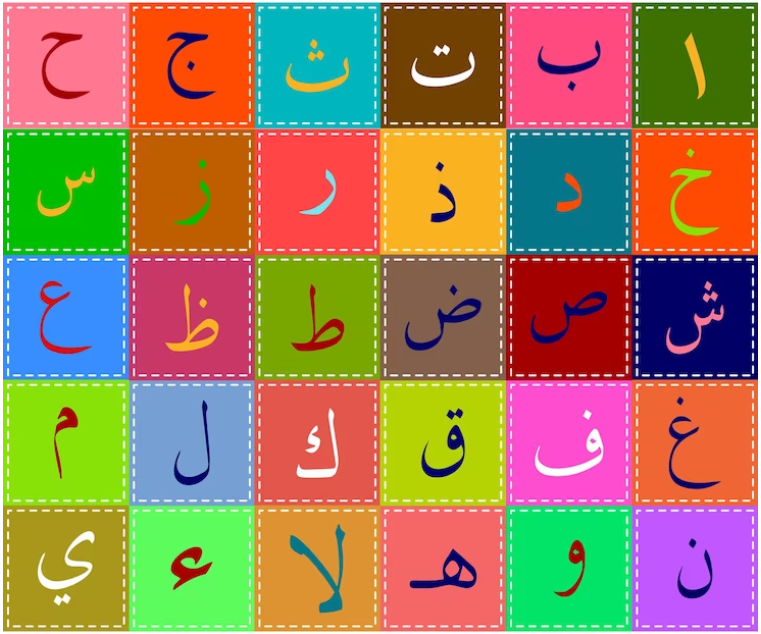 ا ب ت ث ج ح
خ د ذ ر ز س
ش ص ض ط ظ ع
غ ف ق ك ل م
ن و هـ لا ء ي